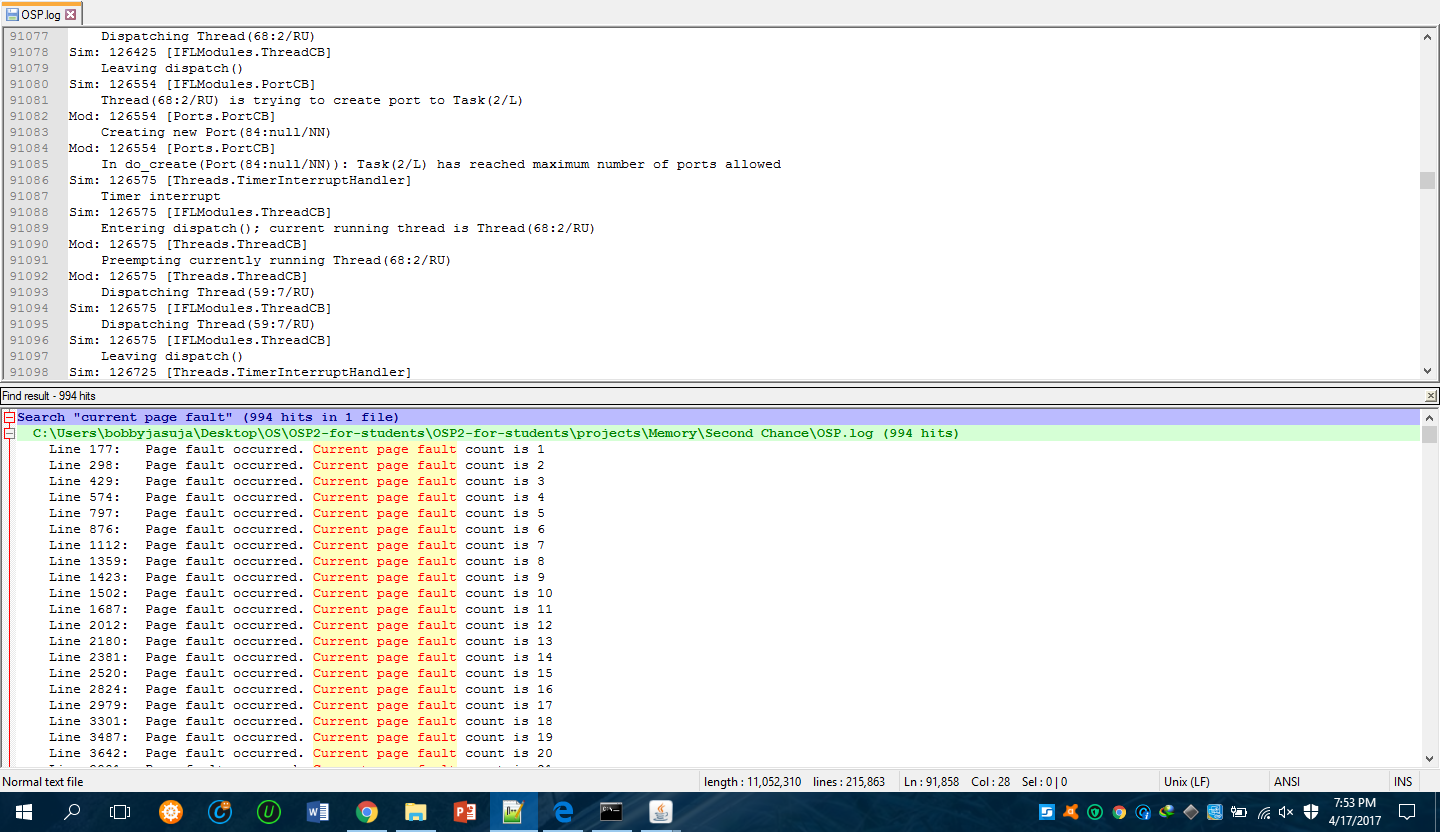 OSP.log
91077 Dispatching Thread(68:2/RU)
91078 Sim: 126425 [IFLModules.ThreadCB]
91079 Leaving dispatch()
91080 Sim: 126554 [IFLModules.PortCB]
91081 Thread(68:2/RU) is trying to create port to Task(2/L)
91082 Mod: 126554 [Ports.PortCB]
91083 Creating new Port(84:null/NN)
91084 Mod: 126554 [Ports.PortCB]
91085 In do_create(Port(84:null/NN)): Task(2/L) has reached maximum number of ports allowed
91086 Sim: 126575 [Threads.TimerInterruptHandler]
91087 Timer interrupt
91088 Sim: 126575 [IFLModules.ThreadCB]
91089 Entering dispatch(); current running thread is Thread(68:2/RU)
91090 Mod: 126575 [Threads.ThreadCB]
91091 Preempting currently running Thread(68:2/RU)
91092 Mod: 126575 [Threads.ThreadCB]
91093 Dispatching Thread(59:7/RU)
91094 Sim: 126575 [IFLModules.ThreadCB]
91095 Dispatching Thread(59:7/RU)
91096 Sim: 126575 [IFLModules.ThreadCB]
91097 Leaving dispatch()
91098 Sim: 126725 [Threads.TimerInterruptHandler]
Find result - 994 hits
Search "current page fault" (994 hits in 1 file)
C:\Users\bobbyjasuja\Desktop\OS\OSP2-for-students\OSP2-for-students\projects\Memory\Second Chance\OSP.log (994 hits)
Line 177: Page fault occurred. Current page fault count is 1
Line 298: Page fault occurred. Current page fault count is 2
Line 429: Page fault occurred. Current page fault count is 3
Line 574: Page fault occurred. Current page fault count is 4
Line 797: Page fault occurred. Current page fault count is 5
Line 876: Page fault occurred. Current page fault count is 6
Line 1112: Page fault occurred. Current page fault count is 7
Line 1359: Page fault occurred. Current page fault count is 8
Line 1423: Page fault occurred. Current page fault count is 9
Line 1502: Page fault occurred. Current page fault count is 10
Line 1687: Page fault occurred. Current page fault count is 11
Line 2012: Page fault occurred. Current page fault count is 12
Line 2180: Page fault occurred. Current page fault count is 13
Line 2381: Page fault occurred. Current page fault count is 14
Line 2520: Page fault occurred. Current page fault count is 15
Line 2824: Page fault occurred. Current page fault count is 16
Line 2979: Page fault occurred. Current page fault count is 17
Line 3301: Page fault occurred. Current page fault count is 18
Line 3487: Page fault occurred. Current page fault count is 19
Line 3642: Page fault occurred. Current page fault count is 20
Normal text file length : 11,052,310 lines : 215,863 Ln : 91,858 Col : 28 Sel : 0 | 0 Unix (LF) ANSI INS
7:53 PM
4/17/2017